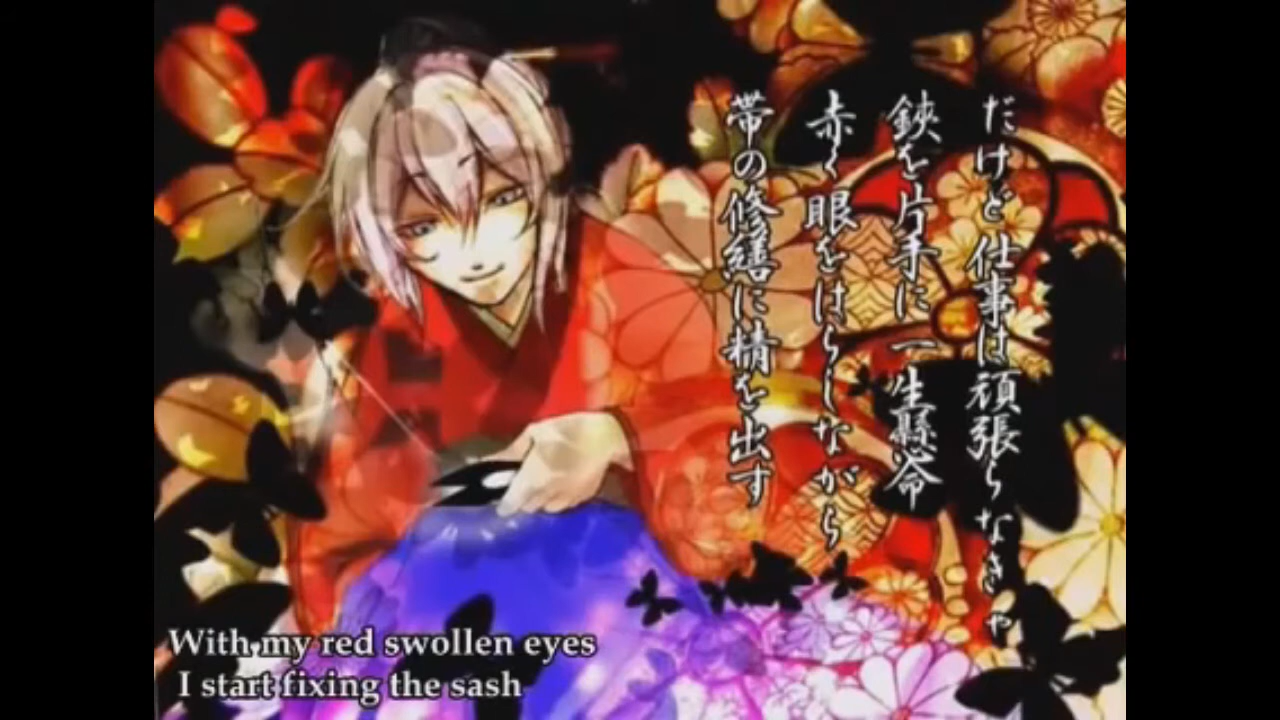 だけど仕事は頑張らなきゃ
鋏を片手に一生懸命
赤く眼をはらしながら
帯の修繕に精を出す
With my red swollen eyes
I start fixing the sash